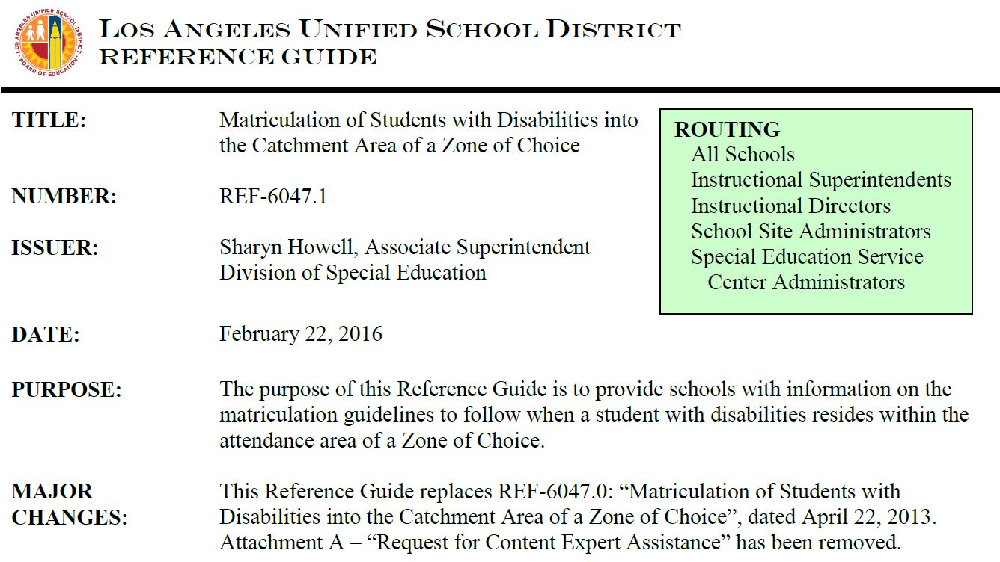 LOS ANGELES UNIFIED SCHOOL DISTRICT
BOARD OF EDUCATION
LOS ANGELES UNIFIED SCHOOL DISTRICT
REFERENCE GUIDE
TITLE:
Matriculation of Students with Disabilities into
the Catchment Area of a Zone of Choice
ROUTING
All Schools
Instructional Superintendents
Instructional Directors
School Site Administrators
Special Education Service
Center Administrators
NUMBER:
REF-6047.1
ISSUER:
Sharyn Howell, Associate Superintendent
Division of Special Education
DATE:
February 22, 2016
PURPOSE:
The purpose of this Reference Guide is to provide schools with information on the
matriculation guidelines to follow when a student with disabilities resides within the
attendance area of a Zone of Choice.
MAJOR
CHANGES:
This Reference Guide replaces REF-6047.0: “Matriculation of Students with
Disabilities into the Catchment Area of a Zone of Choice”, dated April 22, 2013.
Attachment A – “Request for Content Expert Assistance” has been removed.